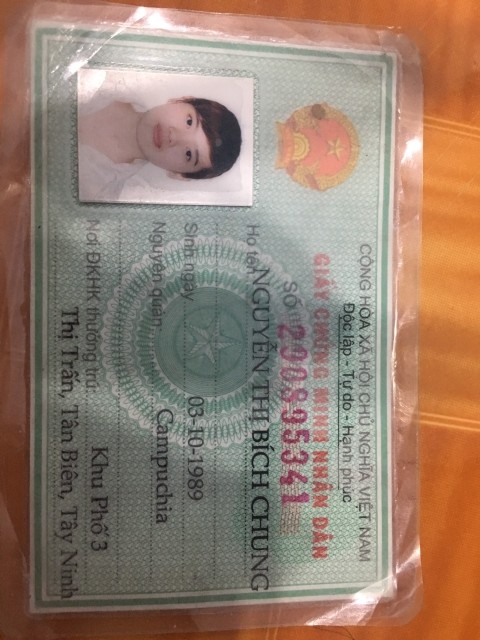 CỘNG HÒA XÃ HỘI CHỦ NGHĨA VIỆT NAM
Độc lập - Tự do - Hạnh phúc
GIẤY CHỨNG MINH NHÂN DÂN
SỐ
Họ tên NGUYỄN THỊ BÍCH CHUNG
Sinh ngày 03-10-1989
Nguyên quán Campuchia
Nơi ĐKHK thường trú Khu Phố 3
Thị Trấn, Tân Biên, Tây Ninh